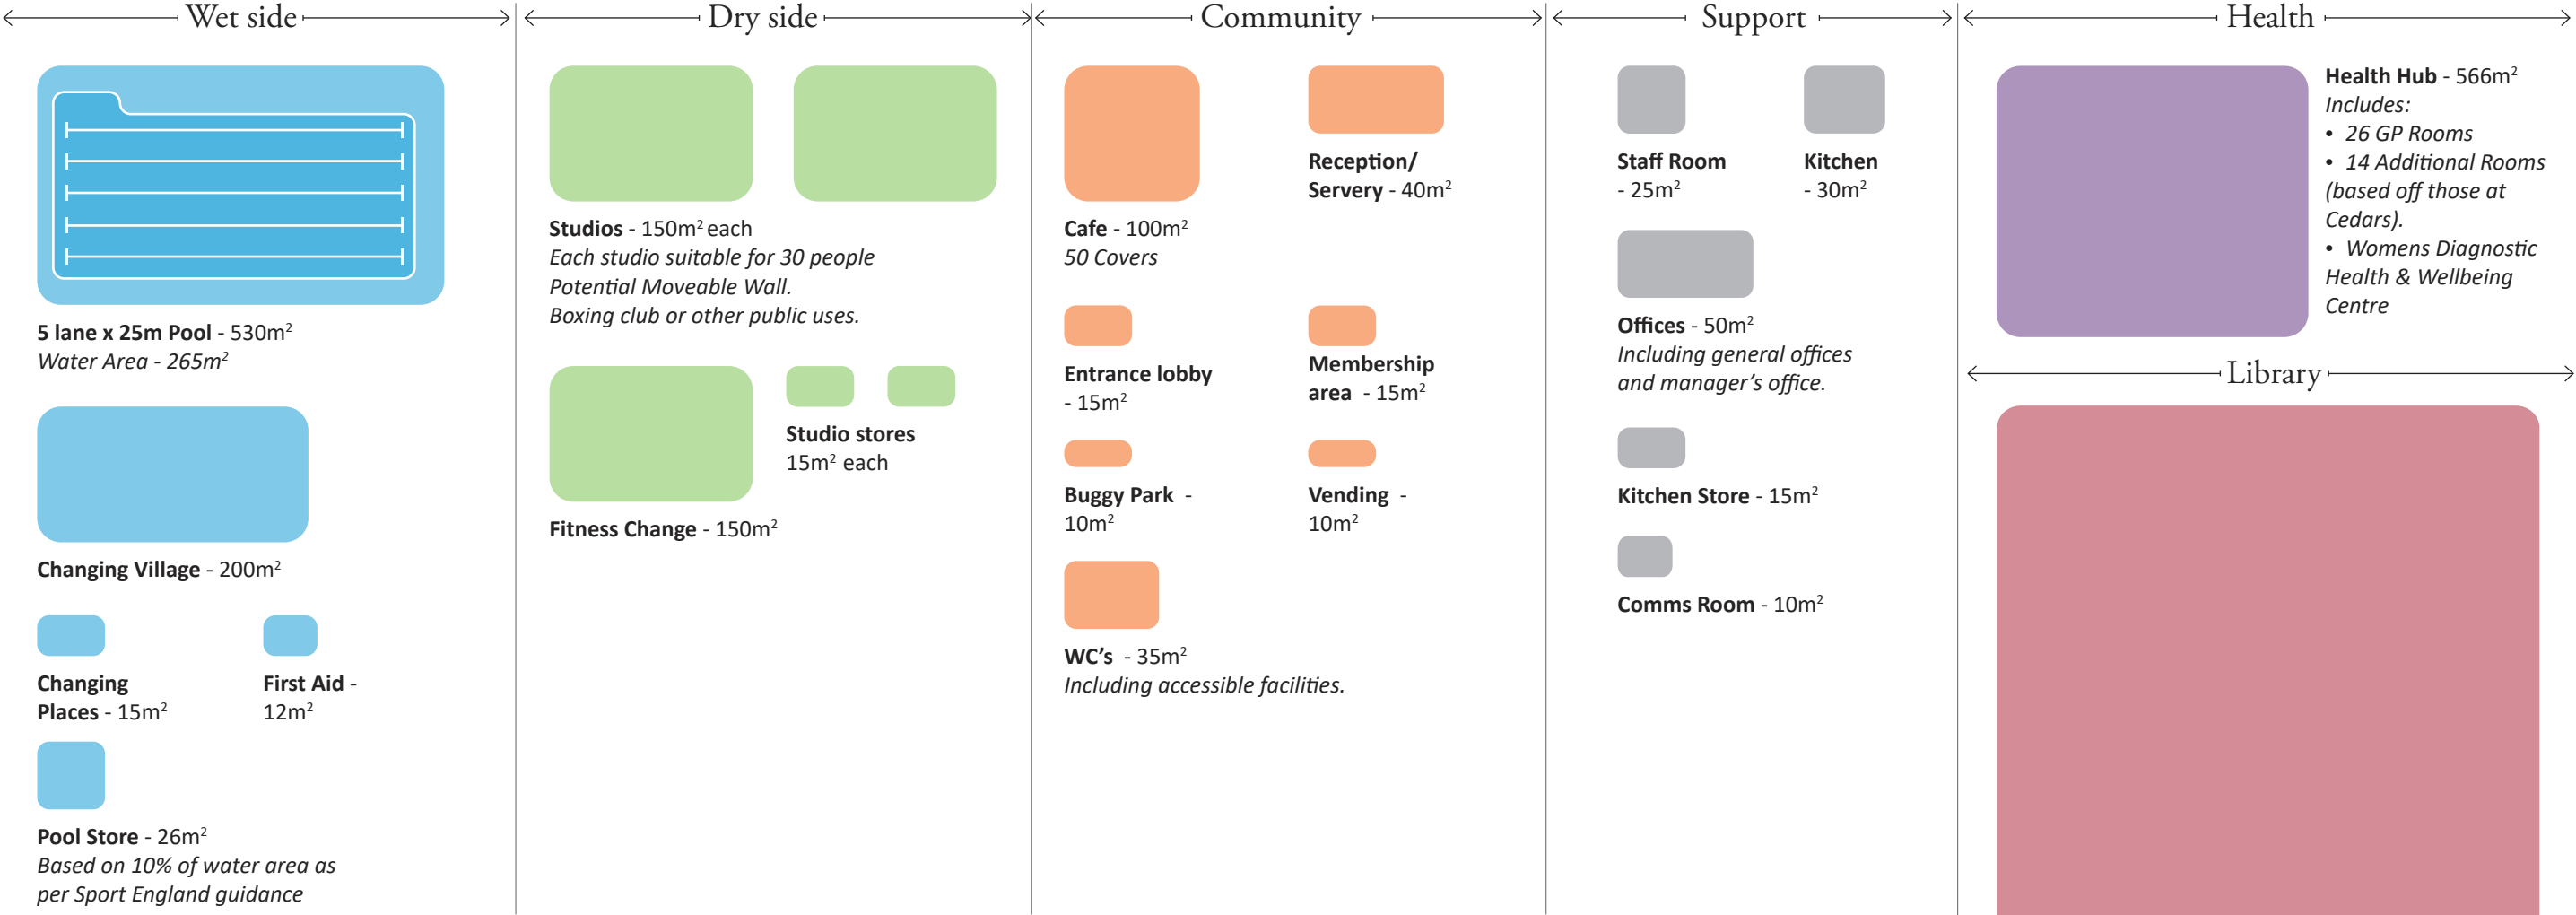 Wet side
5 lane x 25m Pool - 530m²
Water Area - 265m²
Changing Village - 200m²
Changing
Places - 15m²
First Aid -
12m²
Pool Store - 26m²
Based on 10% of water area as
per Sport England guidance
Dry side
Studios - 150m² each
Each studio suitable for 30 people
Potential Moveable Wall.
Boxing club or other public uses.
Studio stores
15m² each
Fitness Change - 150m²
Community
Cafe - 100m²
50 Covers
Reception/
Servery - 40m²
Entrance lobby
- 15m²
Membership
area - 15m²
Buggy Park -
10m²
Vending -
10m²
WC's - 35m²
Including accessible facilities.
Support
Staff Room
- 25m²
Kitchen
- 30m²
Offices - 50m²
Including general offices
and manager's office.
Kitchen Store - 15m²
Comms Room - 10m²
Health
Health Hub - 566m²
Includes:
• 26 GP Rooms
• 14 Additional Rooms
(based off those at
Cedars).
• Womens Diagnostic
Health & Wellbeing
Centre
Library